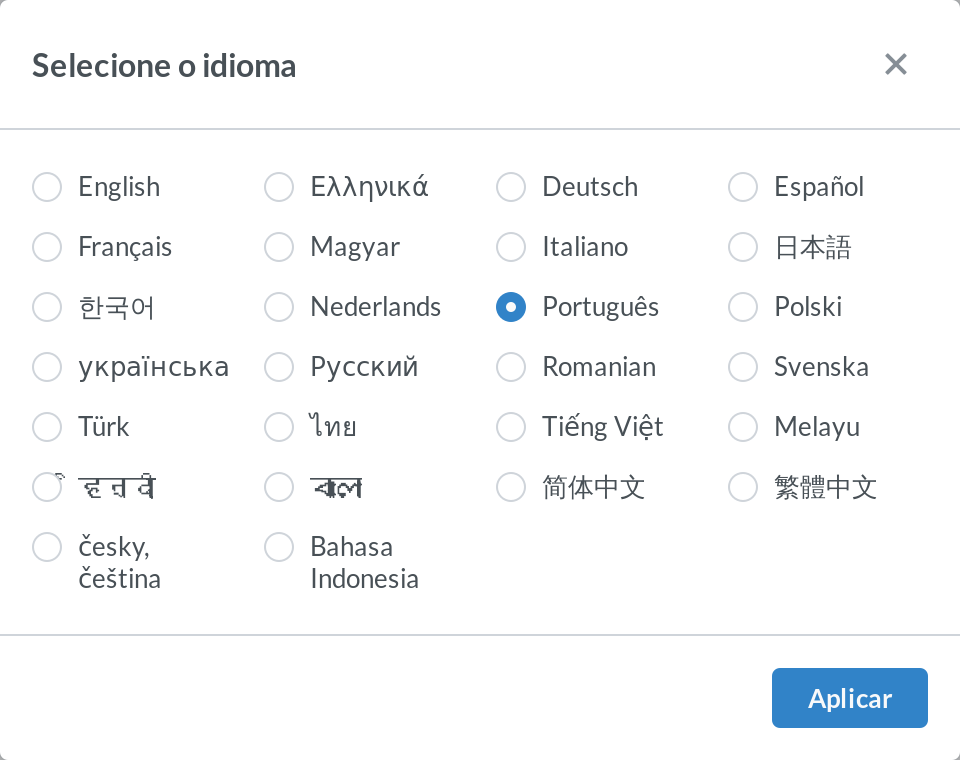 Selecione o idioma
English Ελληνικά Deutsch Español
Français Magyar Italiano 日本語
한국어 Nederlands Português Polski
українська Русский Romanian Svenska
Türk ไทย Tiếng Việt Melayu
हिन्दी 简体中文 繁體中文
česky, Bahasa
čeština Indonesia
Aplicar